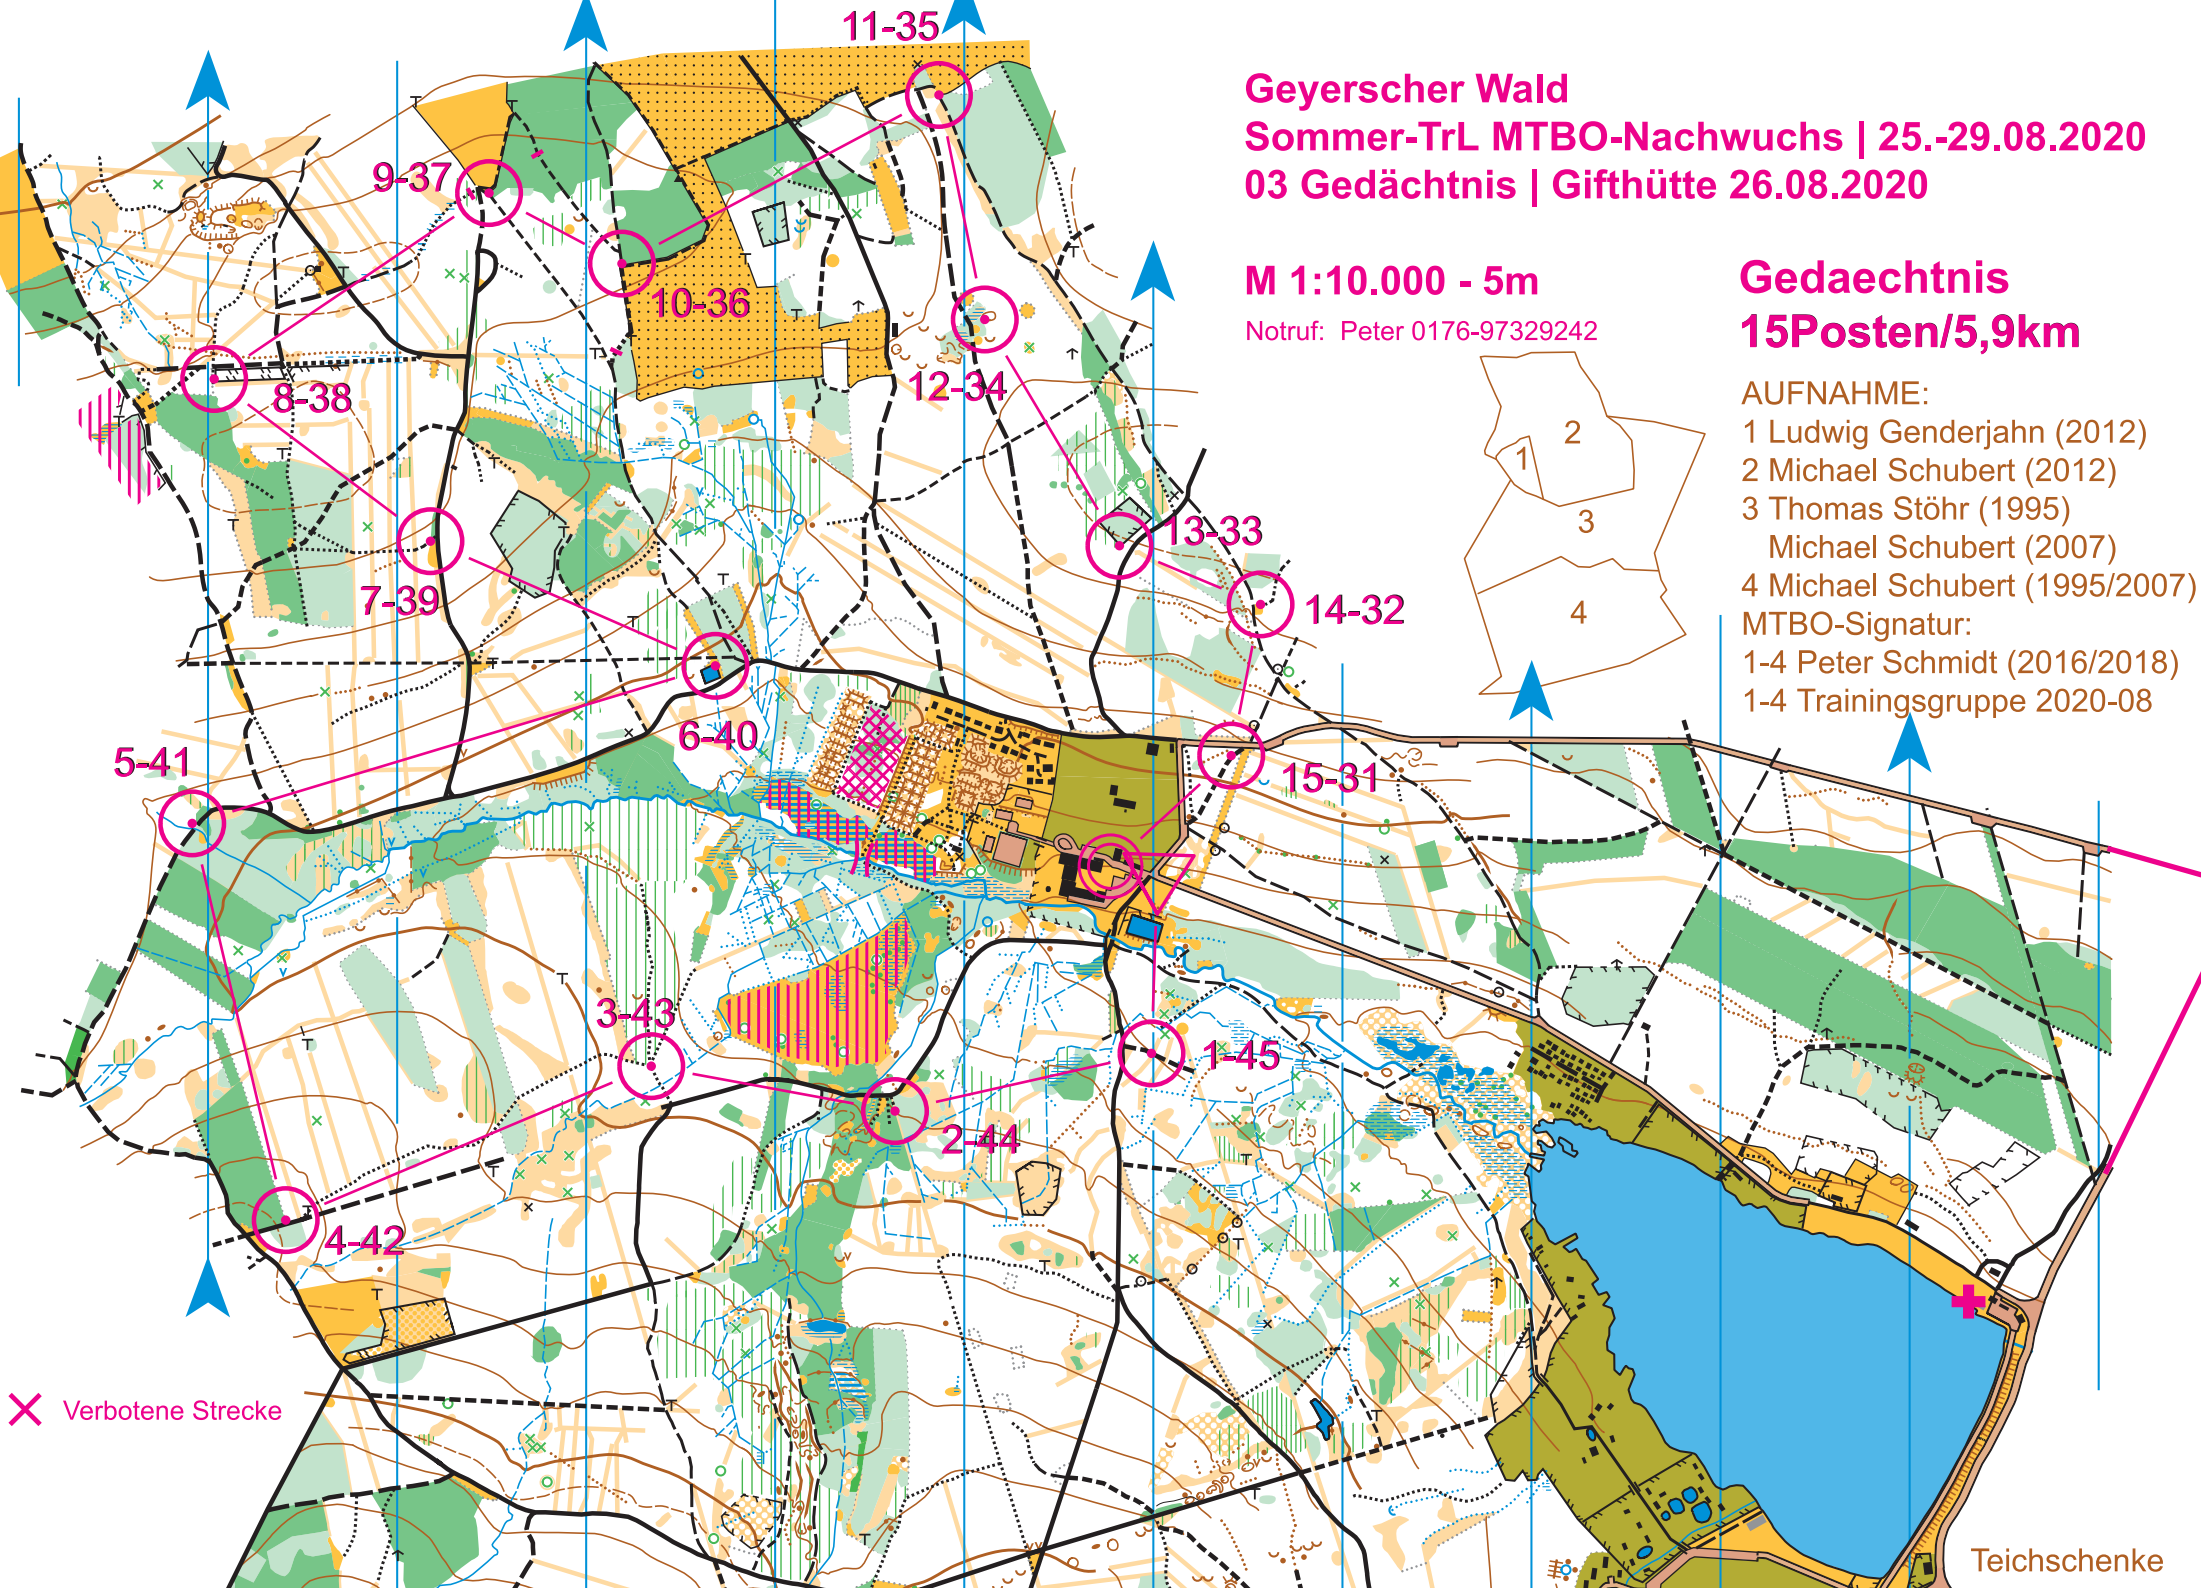 11-35
Geyerscher Wald
Sommer-TrL MTBO-Nachwuchs | 25.-29.08.2020
03 Gedächtnis | Gifthütte 26.08.2020
9-37
M 1:10.000 - 5m
Notruf: Peter 0176-97329242
Gedaechtnis
15Posten/5,9km
10-36
12-34
8-38
AUFNAHME:
1 Ludwig Genderjahn (2012)
2 Michael Schubert (2012)
3 Thomas Stöhr (1995)
Michael Schubert (2007)
4 Michael Schubert (1995/2007)
MTBO-Signatur:
1-4 Peter Schmidt (2016/2018)
1-4 Trainingsgruppe 2020-08
2
1
3
4
13-33
7-39
14-32
6-40
5-41
15-31
3-43
1-45
2-44
4-42
Verbotene Strecke
Teichschenke